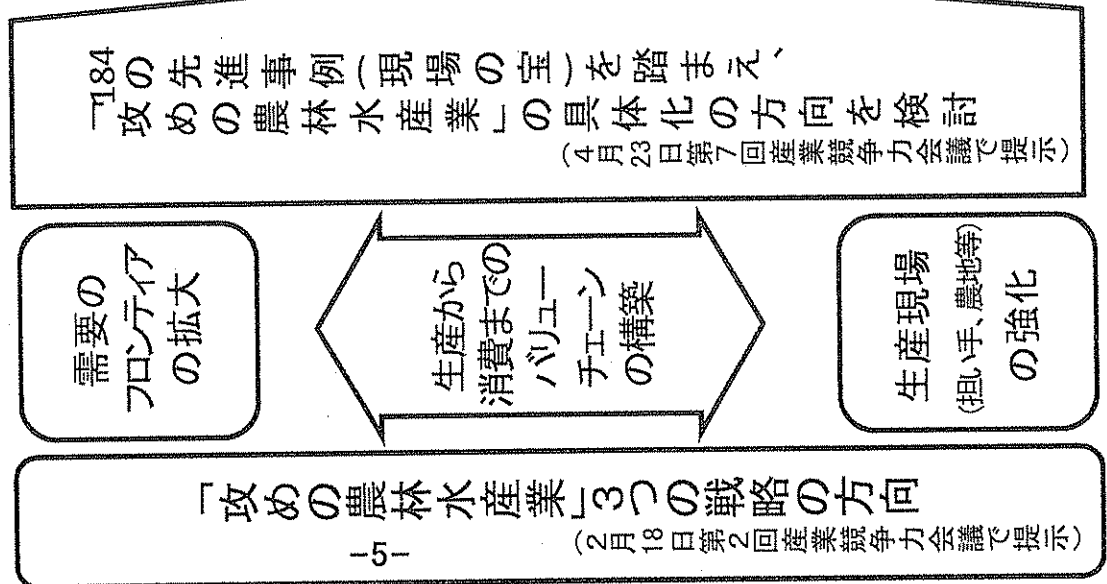 「攻めの農林水産業」3つの戦略の方向
(2月18日第2回産業競争力会議で提示)
需要の
フロンティア
の拡大
生産から
消費までの
バリュー
チェーン
の構築
生産現場
(担い手、農地等)
の強化
184の先進事例(現場の宝)を踏まえ、
「攻めの農林水産業」の具体化の方向を検討
(4月23日第7回産業競争力会議で提示)
-5-